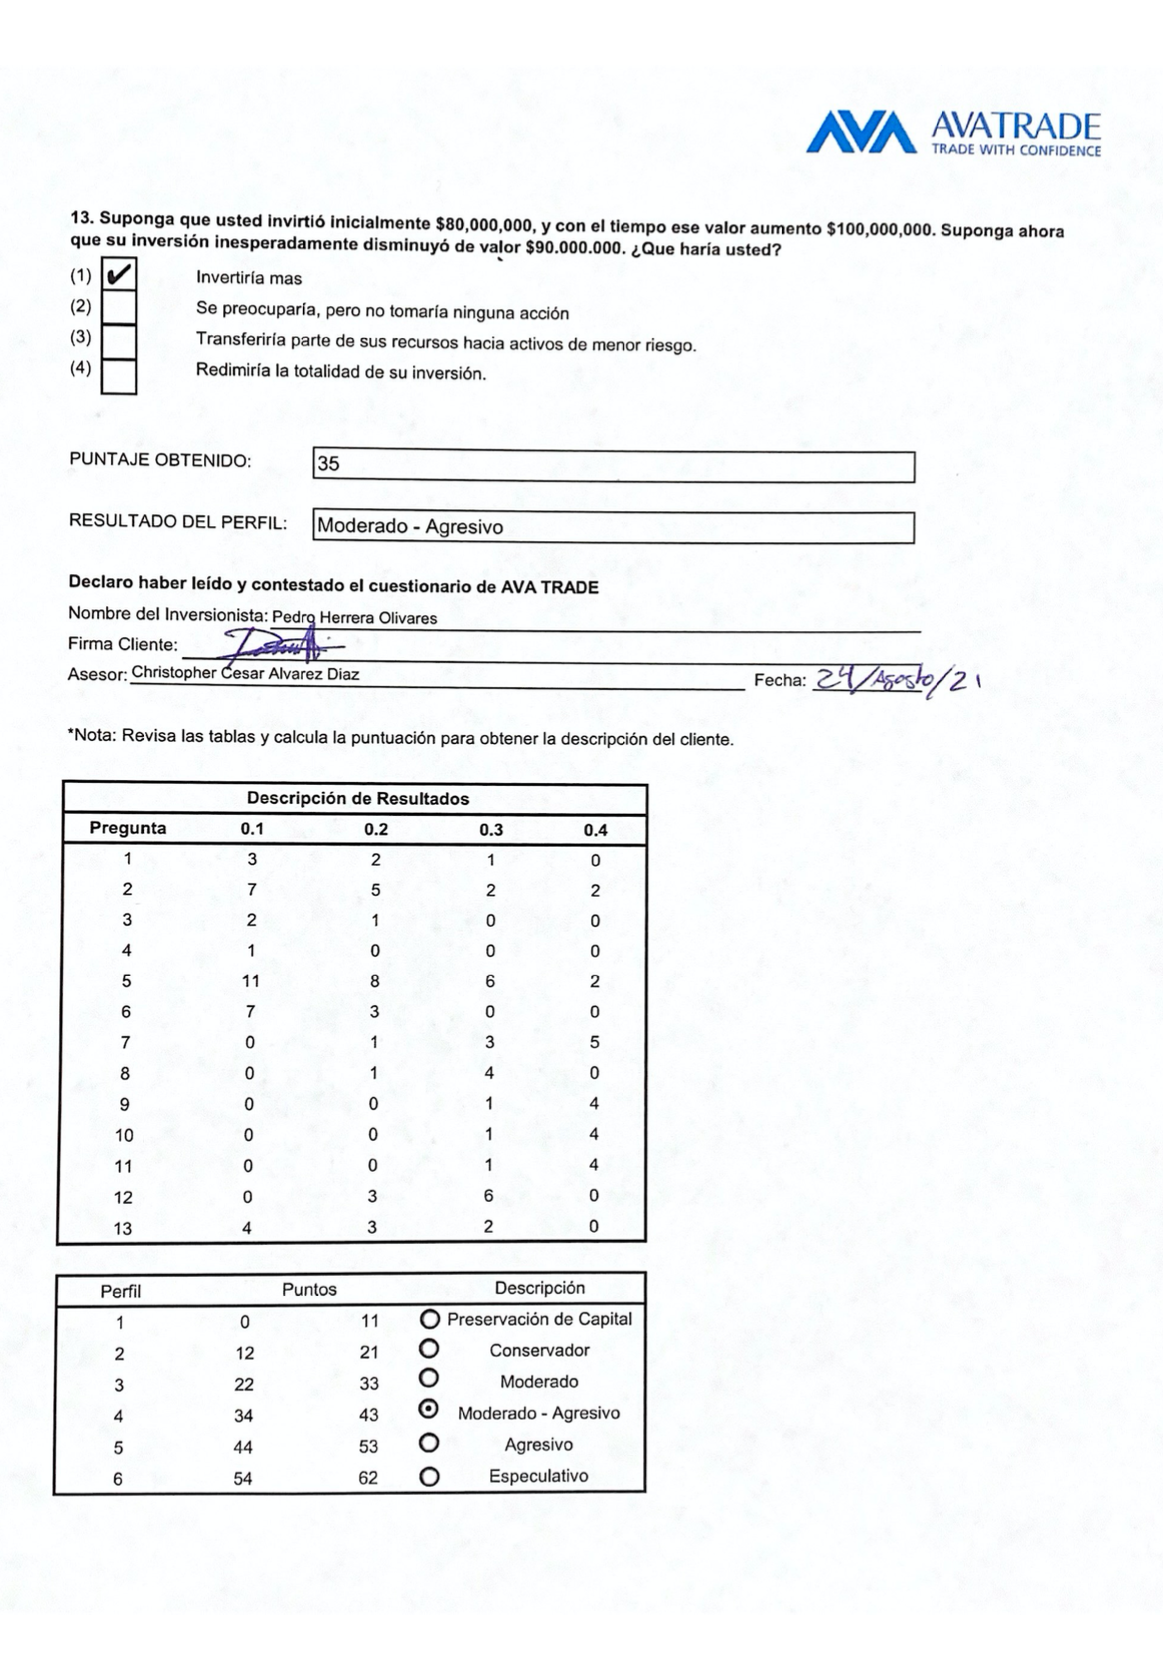 AVA AVATRADE
TRADE WITH CONFIDENCE
13. Suponga que usted invirtió inicialmente $80,000,000, y con el tiempo ese valor aumento $100,000,000. Suponga ahora
que su inversión inesperadamente disminuyó de valor $90.000.000. ¿Que haría usted?
(1) ✔ Invertiría mas
(2) Se preocuparía, pero no tomaría ninguna acción
(3) Transferiría parte de sus recursos hacia activos de menor riesgo.
(4) Redimiría la totalidad de su inversión.
PUNTAJE OBTENIDO: 35
RESULTADO DEL PERFIL: Moderado - Agresivo
Declaro haber leído y contestado el cuestionario de AVA TRADE
Nombre del Inversionista: Pedro Herrera Olivares
Firma Cliente:
Asesor: Christopher Cesar Alvarez Diaz Fecha: 24/Agosto/21
*Nota: Revisa las tablas y calcula la puntuación para obtener la descripción del cliente.
Descripción de Resultados
Pregunta 0.1 0.2 0.3 0.4
1 3 2 1 0
2 7 5 2 2
3 2 1 0 0
4 1 0 0 0
5 11 8 6 2
6 7 3 0 0
7 0 1 3 5
8 0 1 4 0
9 0 0 1 4
10 0 0 1 4
11 0 0 1 4
12 0 3 6 0
13 4 3 2 0
Perfil Puntos Descripción
1 0 11 Preservación de Capital
2 12 21 Conservador
3 22 33 Moderado
4 34 43 Moderado - Agresivo
5 44 53 Agresivo
6 54 62 Especulativo